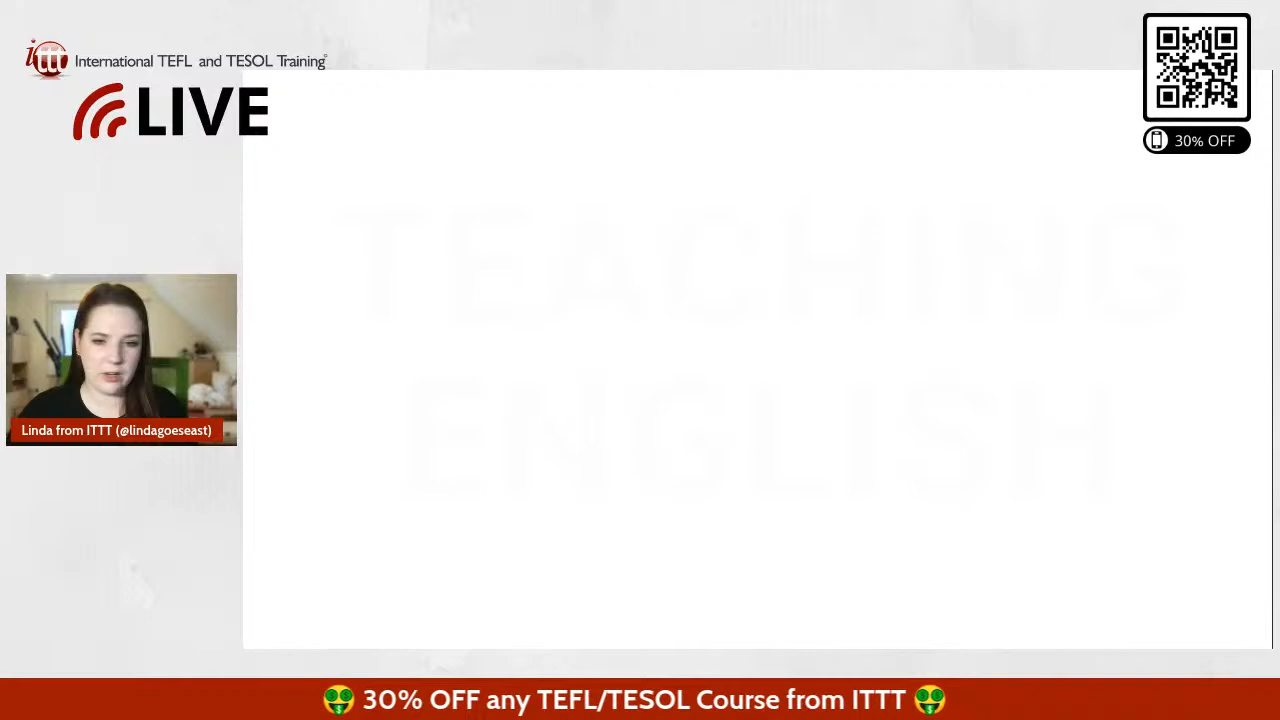 ittt International TEFL and TESOL Training
LIVE
30% OFF
TEACHING
ENGLISH
Linda from ITTT (@lindagoeseast)
🤑 30% OFF any TEFL/TESOL Course from ITTT 🤑